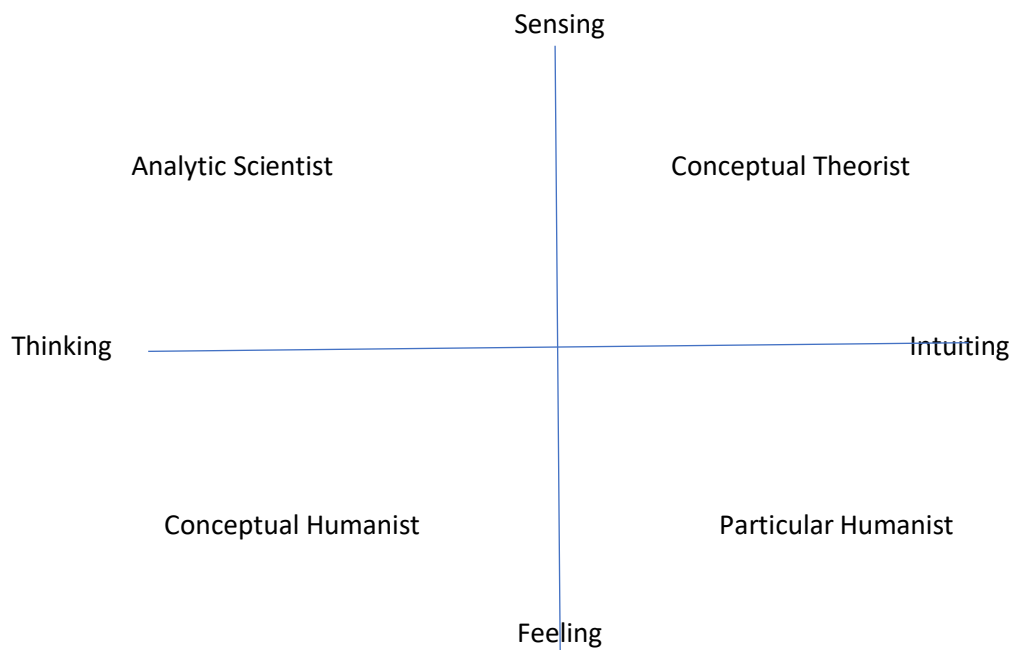 Sensing
Analytic Scientist
Conceptual Theorist
Thinking
Intuiting
Conceptual Humanist
Particular Humanist
Feeling